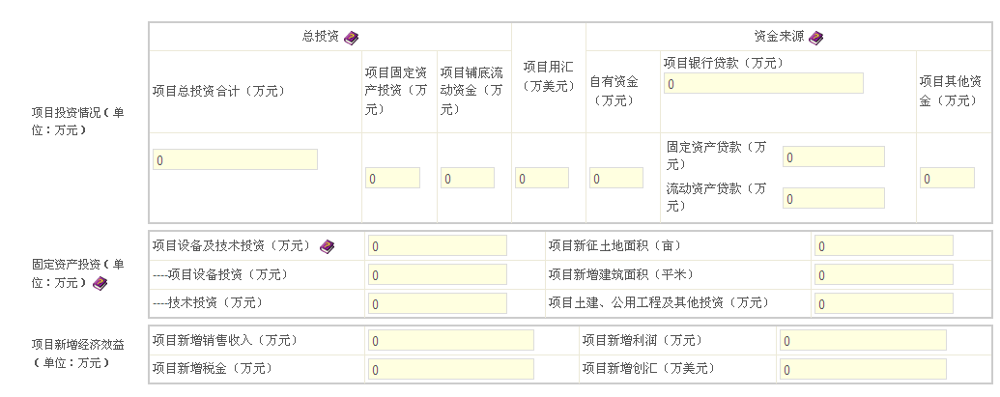 总投资
资金来源
项目投资情况（单
位：万元）
项目总投资合计（万元）
项目固定资
产投资（万
元）
项目铺底流
动资金（万
元）
项目用汇
（万美元）
自有资金
（万元）
项目银行贷款（万元）
0
项目其他资
金（万元）
0
0
0
0
0
固定资产贷款（万
元）
0
流动资产贷款（万
元）
0
0
固定资产投资（单
位：万元）
项目设备及技术投资（万元）
0
项目新征土地面积（亩）
0
----项目设备投资（万元）
0
项目新增建筑面积（平米）
0
----技术投资（万元）
0
项目土建、公用工程及其他投资（万元）
0
项目新增经济效益
（单位：万元）
项目新增销售收入（万元）
0
项目新增利润（万元）
0
项目新增税金（万元）
0
项目新增创汇（万美元）
0